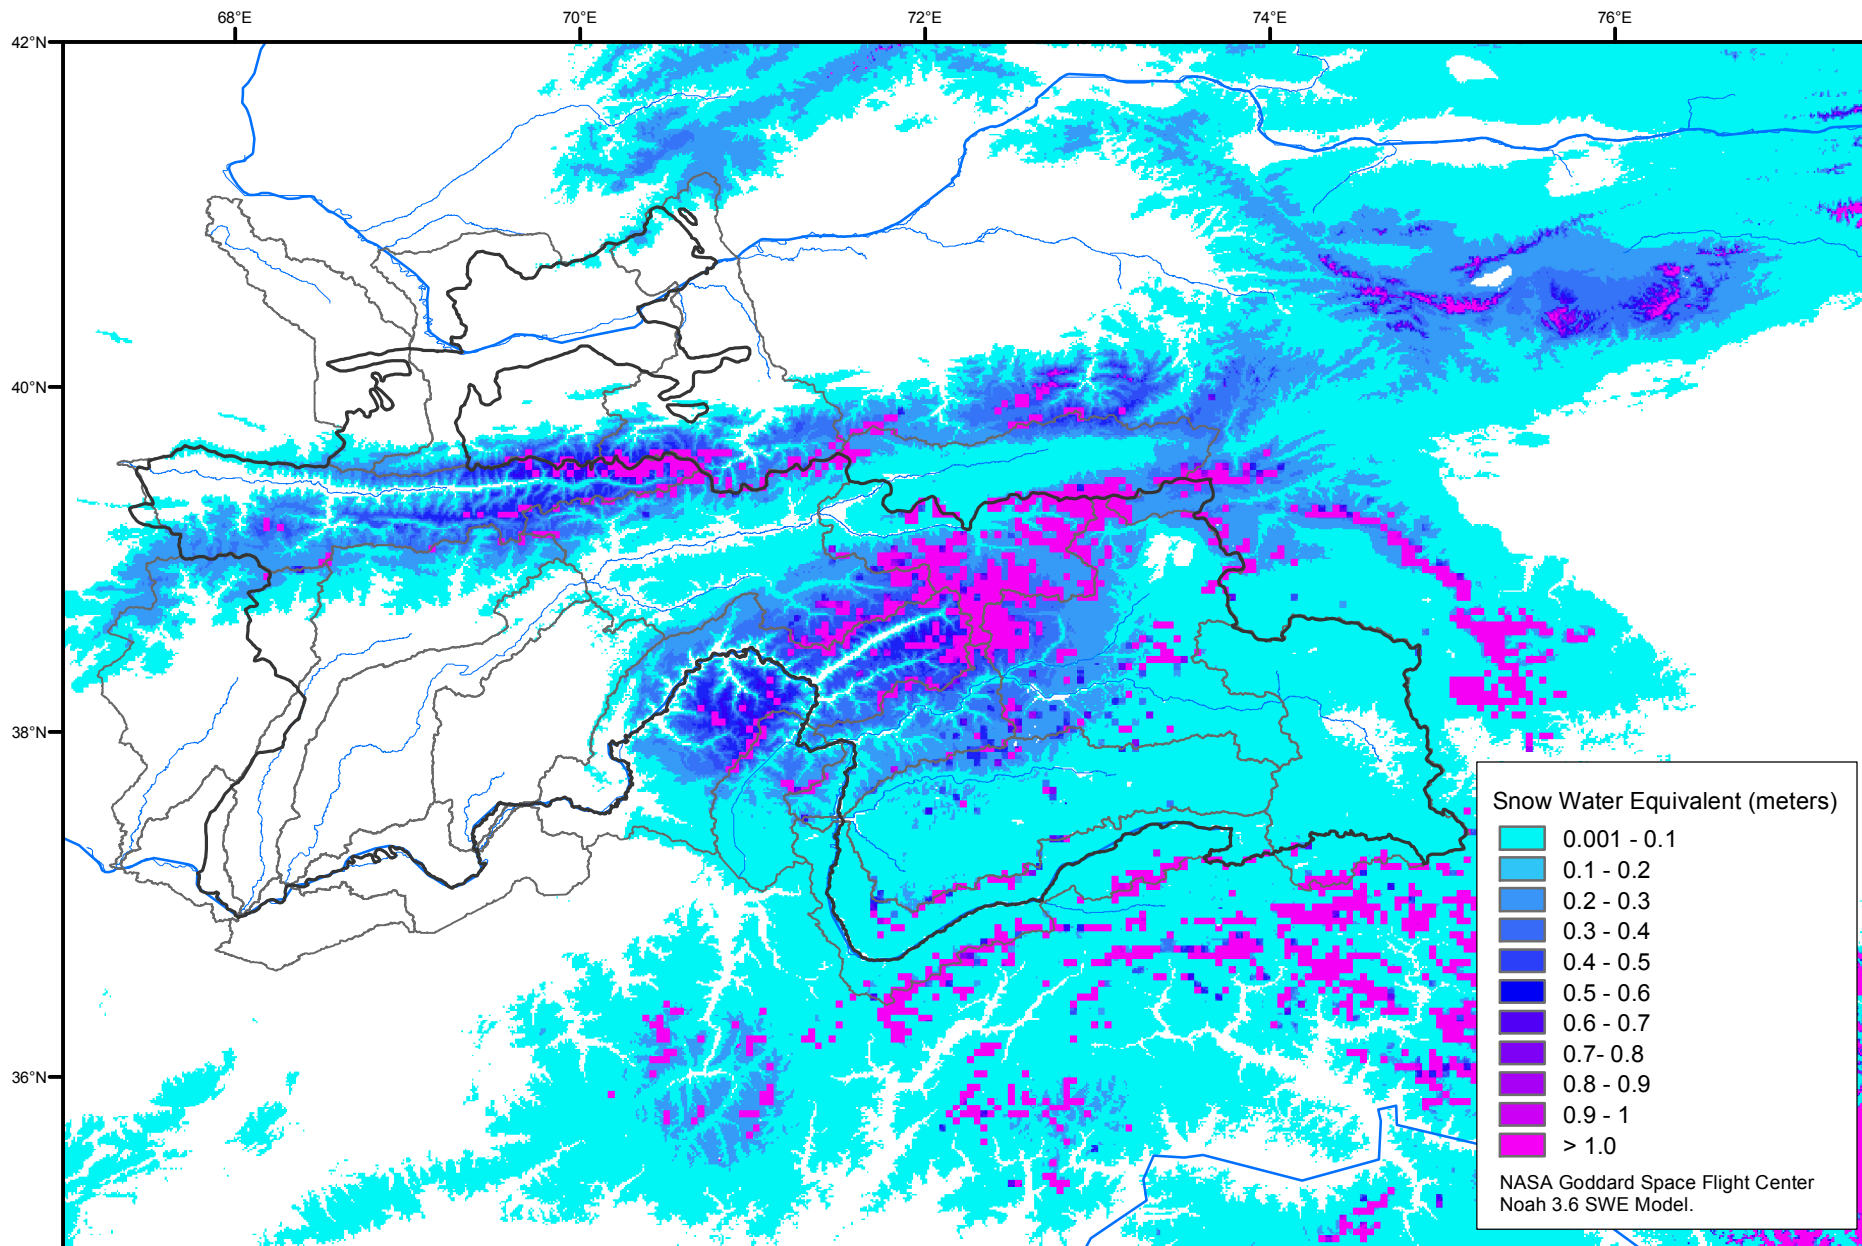 68°E 70°E 72°E 74°E 76°E
42°N
40°N
38°N
36°N
Snow Water Equivalent (meters)
0.001 - 0.1
0.1 - 0.2
0.2 - 0.3
0.3 - 0.4
0.4 - 0.5
0.5 - 0.6
0.6 - 0.7
0.7- 0.8
0.8 - 0.9
0.9 - 1
> 1.0
NASA Goddard Space Flight Center
Noah 3.6 SWE Model.